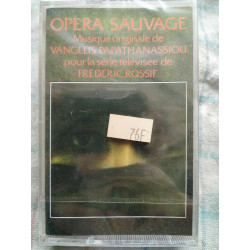 OPERA SAUVAGE
Musique originale de
VANGELIS PAPATHANASSIOU
pour la série télévisée de
FREDERIC ROSSIF
76F